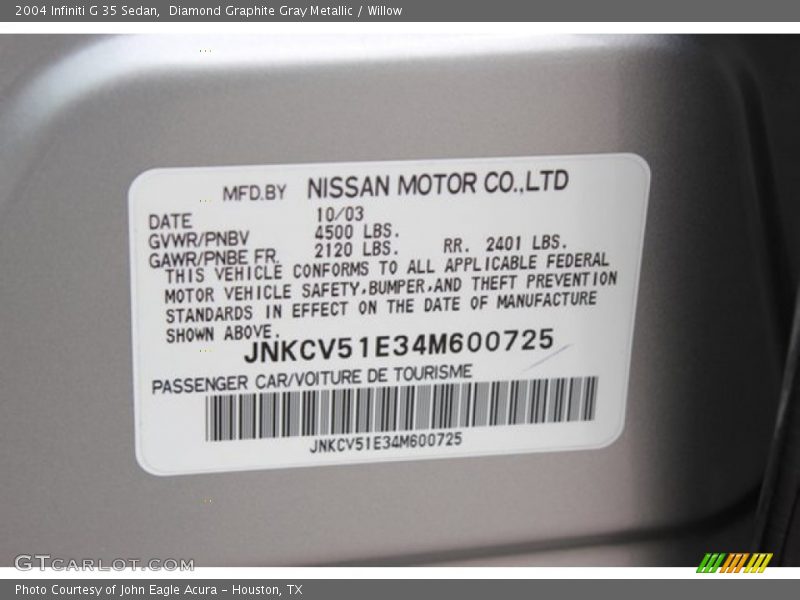 2004 Infiniti G 35 Sedan,  Diamond Graphite Gray Metallic / Willow
MFD.BY NISSAN MOTOR CO.,LTD
DATE 10/03
GVWR/PNBV 4500 LBS.
GAWR/PNBE FR. 2120 LBS. RR. 2401 LBS.
THIS VEHICLE CONFORMS TO ALL APPLICABLE FEDERAL
MOTOR VEHICLE SAFETY,BUMPER,AND THEFT PREVENTION
STANDARDS IN EFFECT ON THE DATE OF MANUFACTURE
SHOWN ABOVE.
JNKCV51E34M600725
PASSENGER CAR/VOITURE DE TOURISME
JNKCV51E34M600725
GTCARLOT.COM
Photo Courtesy of John Eagle Acura – Houston, TX